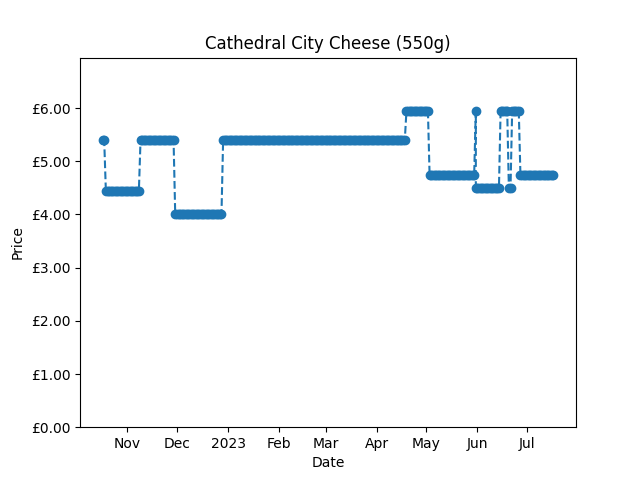 Cathedral City Cheese (550g)
£6.00
£5.00
£4.00
£3.00
£2.00
£1.00
£0.00
Price
Nov Dec 2023 Feb Mar Apr May Jun Jul
Date